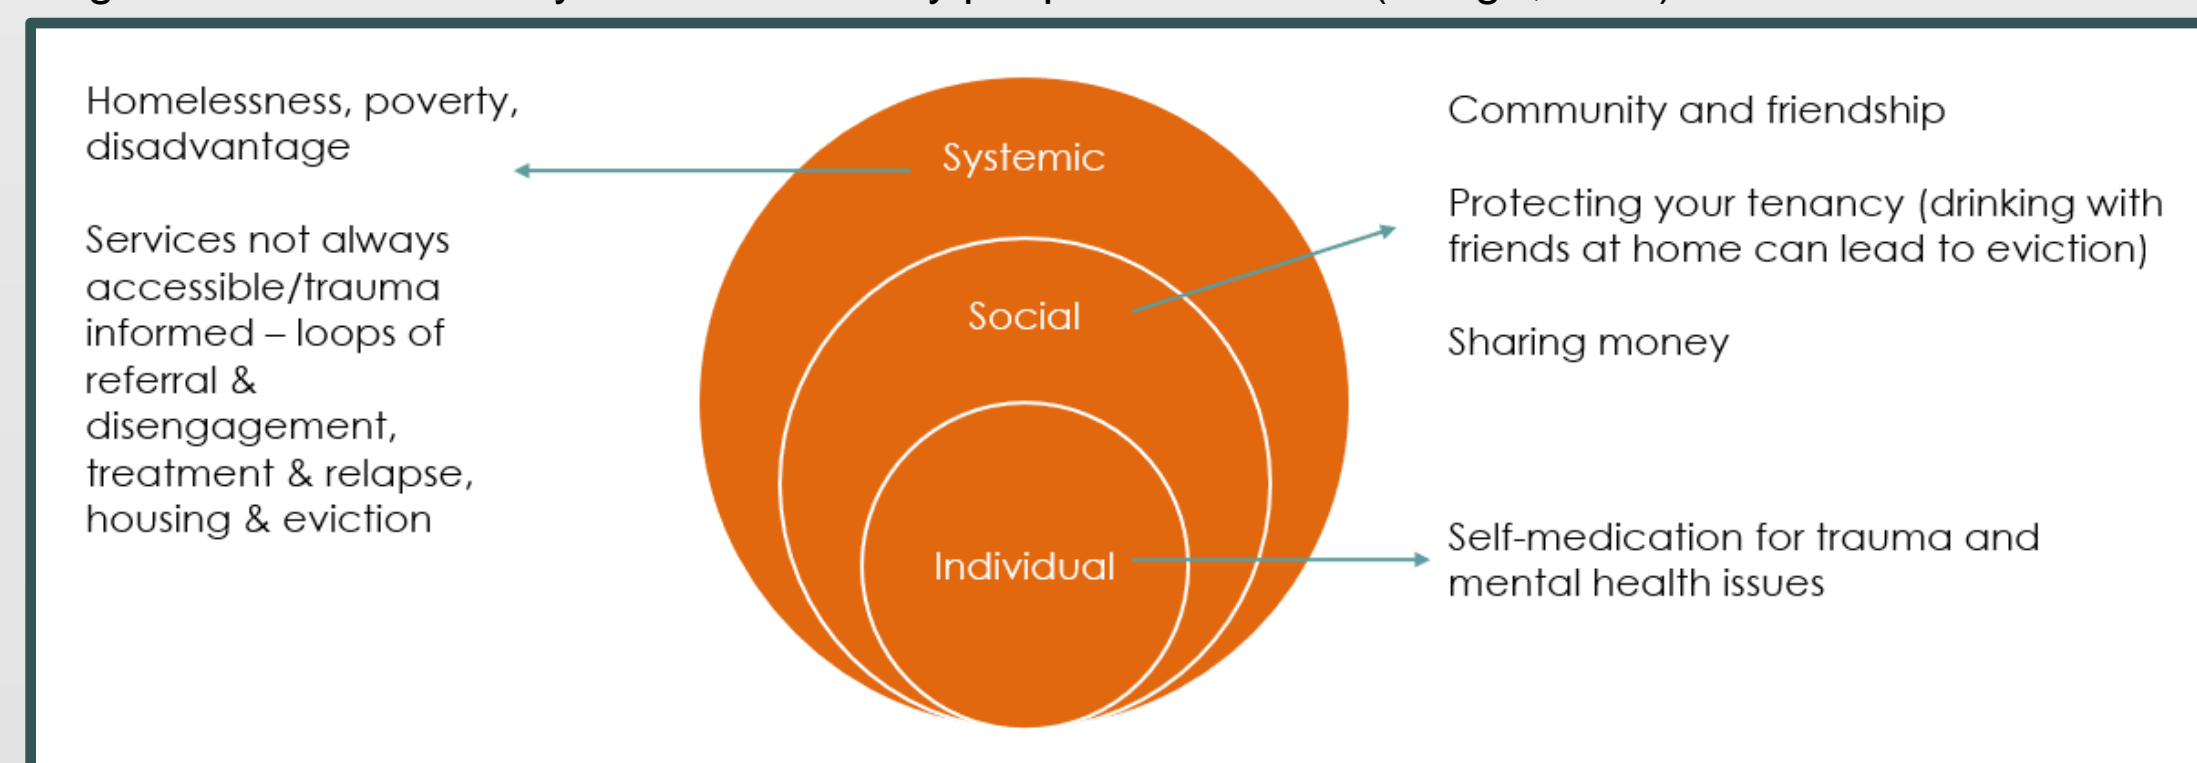 Homelessness, poverty,
disadvantage
Services not always
accessible/trauma
informed – loops of
referral &
disengagement,
treatment & relapse,
housing & eviction
Systemic
Social
Individual
Community and friendship
Protecting your tenancy (drinking with
friends at home can lead to eviction)
Sharing money
Self-medication for trauma and
mental health issues